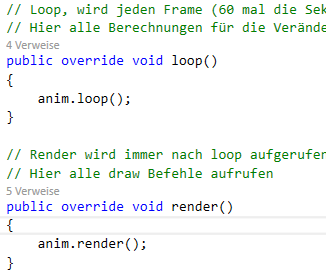 // Loop, wird jeden Frame (60 mal die Sek
// Hier alle Berechnungen für die Verände
4 Verweise
public override void loop()
{
anim.loop();
}
// Render wird immer nach loop aufgerufen
// Hier alle draw Befehle aufrufen
5 Verweise
public override void render()
{
anim.render();
}